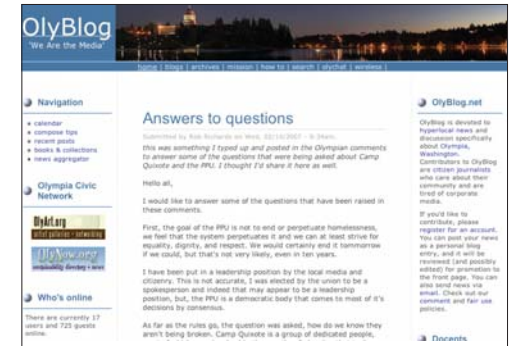 OlyBlog
"We Are the Media"
home | blogs | archives | mission | how to | search | olychat | wireless |
Navigation
calendar
compose tips
recent posts
books & collections
news aggregator
Olympia Civic
Network
OlyArt.org
artist galleries - networking
OlyNow.org
sustainability directory + news
Who's online
There are currently 17
users and 725 guests
online.
Answers to questions
Submitted by Rob Richards on Wed, 02/14/2007 - 9:34am.
this was something I typed up and posted in the Olympian comments
to answer some of the questions that were being asked about Camp
Quixote and the PPU. I thought I'd share it here as well.
Hello all,
I would like to answer some of the questions that have been raised in
these comments.
First, the goal of the PPU is not to end or perpetuate homelessness,
we feel that the system perpetuates it and we can at least strive for
equality, dignity, and respect. We would certainly end it tommorrow
if we could, but that's not very likely, even in ten years.
I have been put in a leadership position by the local media and
citizenry. This is not accurate, I was elected by the union to be a
spokesperson and indeed that may appear to be a leadership
position, but, the PPU is a democratic body that comes to most of it's
decisions by consensus.
As far as the rules go, the question was asked, how do we know they
aren't being broken. Camp Quixote is a group of dedicated people,
OlyBlog.net
OlyBlog is devoted to
hyperlocal news and
discussion specifically
about Olympia,
Washington.
Contributors to OlyBlog
are citizen journalists
who care about their
community and are
tired of corporate
media.
If you'd like to
contribute, please
register for an account.
You can post your news
as a personal blog
entry, and it will be
reviewed (and possibly
edited) for promotion to
the front page. You can
also send news via
email. Check out our
comment and fair use
policies.
Docents